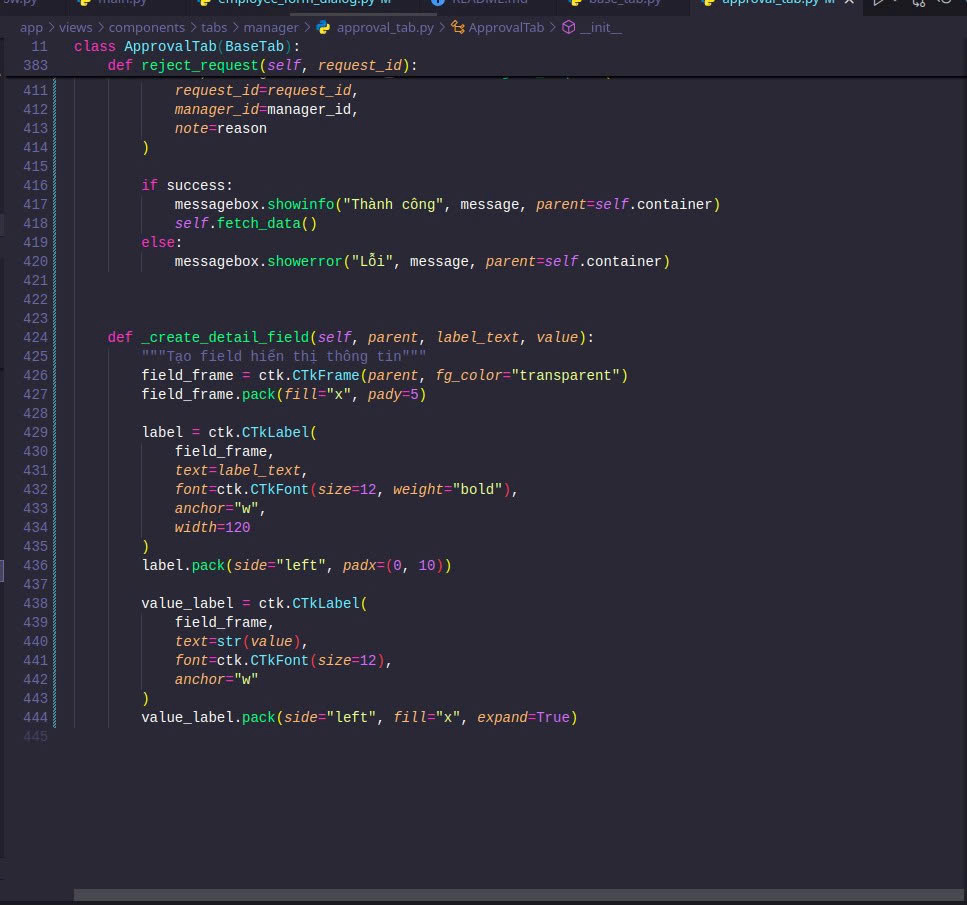 main.py
employee_form_dialog.py M
README.md
base_tab.py
approval_tab.py M
app > views > components > tabs > manager > approval_tab.py > ApprovalTab > __init__
11 class ApprovalTab(BaseTab):
383 def reject_request(self, request_id):
411 request_id=request_id,
412 manager_id=manager_id,
413 note=reason
414 )
415
416 if success:
417 messagebox.showinfo("Thành công", message, parent=self.container)
418 self.fetch_data()
419 else:
420 messagebox.showerror("Lỗi", message, parent=self.container)
421
422
423
424 def _create_detail_field(self, parent, label_text, value):
425 """Tạo field hiển thị thông tin"""
426 field_frame = ctk.CTkFrame(parent, fg_color="transparent")
427 field_frame.pack(fill="x", pady=5)
428
429 label = ctk.CTkLabel(
430 field_frame,
431 text=label_text,
432 font=ctk.CTkFont(size=12, weight="bold"),
433 anchor="w",
434 width=120
435 )
436 label.pack(side="left", padx=(0, 10))
437
438 value_label = ctk.CTkLabel(
439 field_frame,
440 text=str(value),
441 font=ctk.CTkFont(size=12),
442 anchor="w"
443 )
444 value_label.pack(side="left", fill="x", expand=True)
445